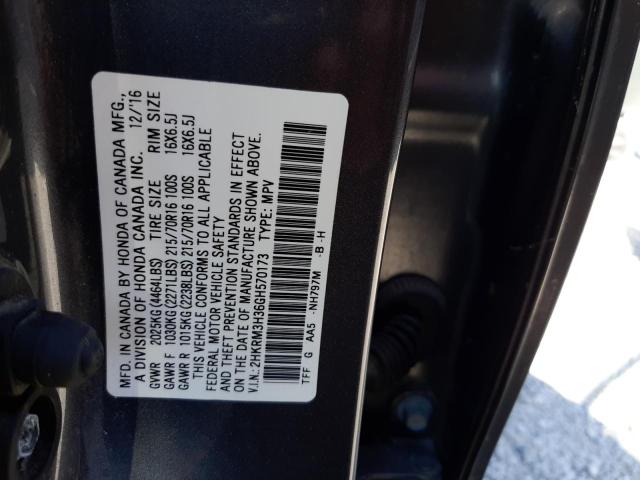 MFD. IN CANADA BY HONDA OF CANADA MFG.,
A DIVISION OF HONDA CANADA INC. 12/'16
GVWR 2025KG(4464LBS) TIRE SIZE RIM SIZE
GAWR F 1030KG(2271LBS) 215/70R16 100S 16X6.5J
GAWR R 1015KG(2238LBS) 215/70R16 100S 16X6.5J
THIS VEHICLE CONFORMS TO ALL APPLICABLE
FEDERAL MOTOR VEHICLE SAFETY
AND THEFT PREVENTION STANDARDS IN EFFECT
ON THE DATE OF MANUFACTURE SHOWN ABOVE.
V.I.N.: 2HKRM3H36GH570173 TYPE: MPV
TFF G AA5 -NH797M -B -H